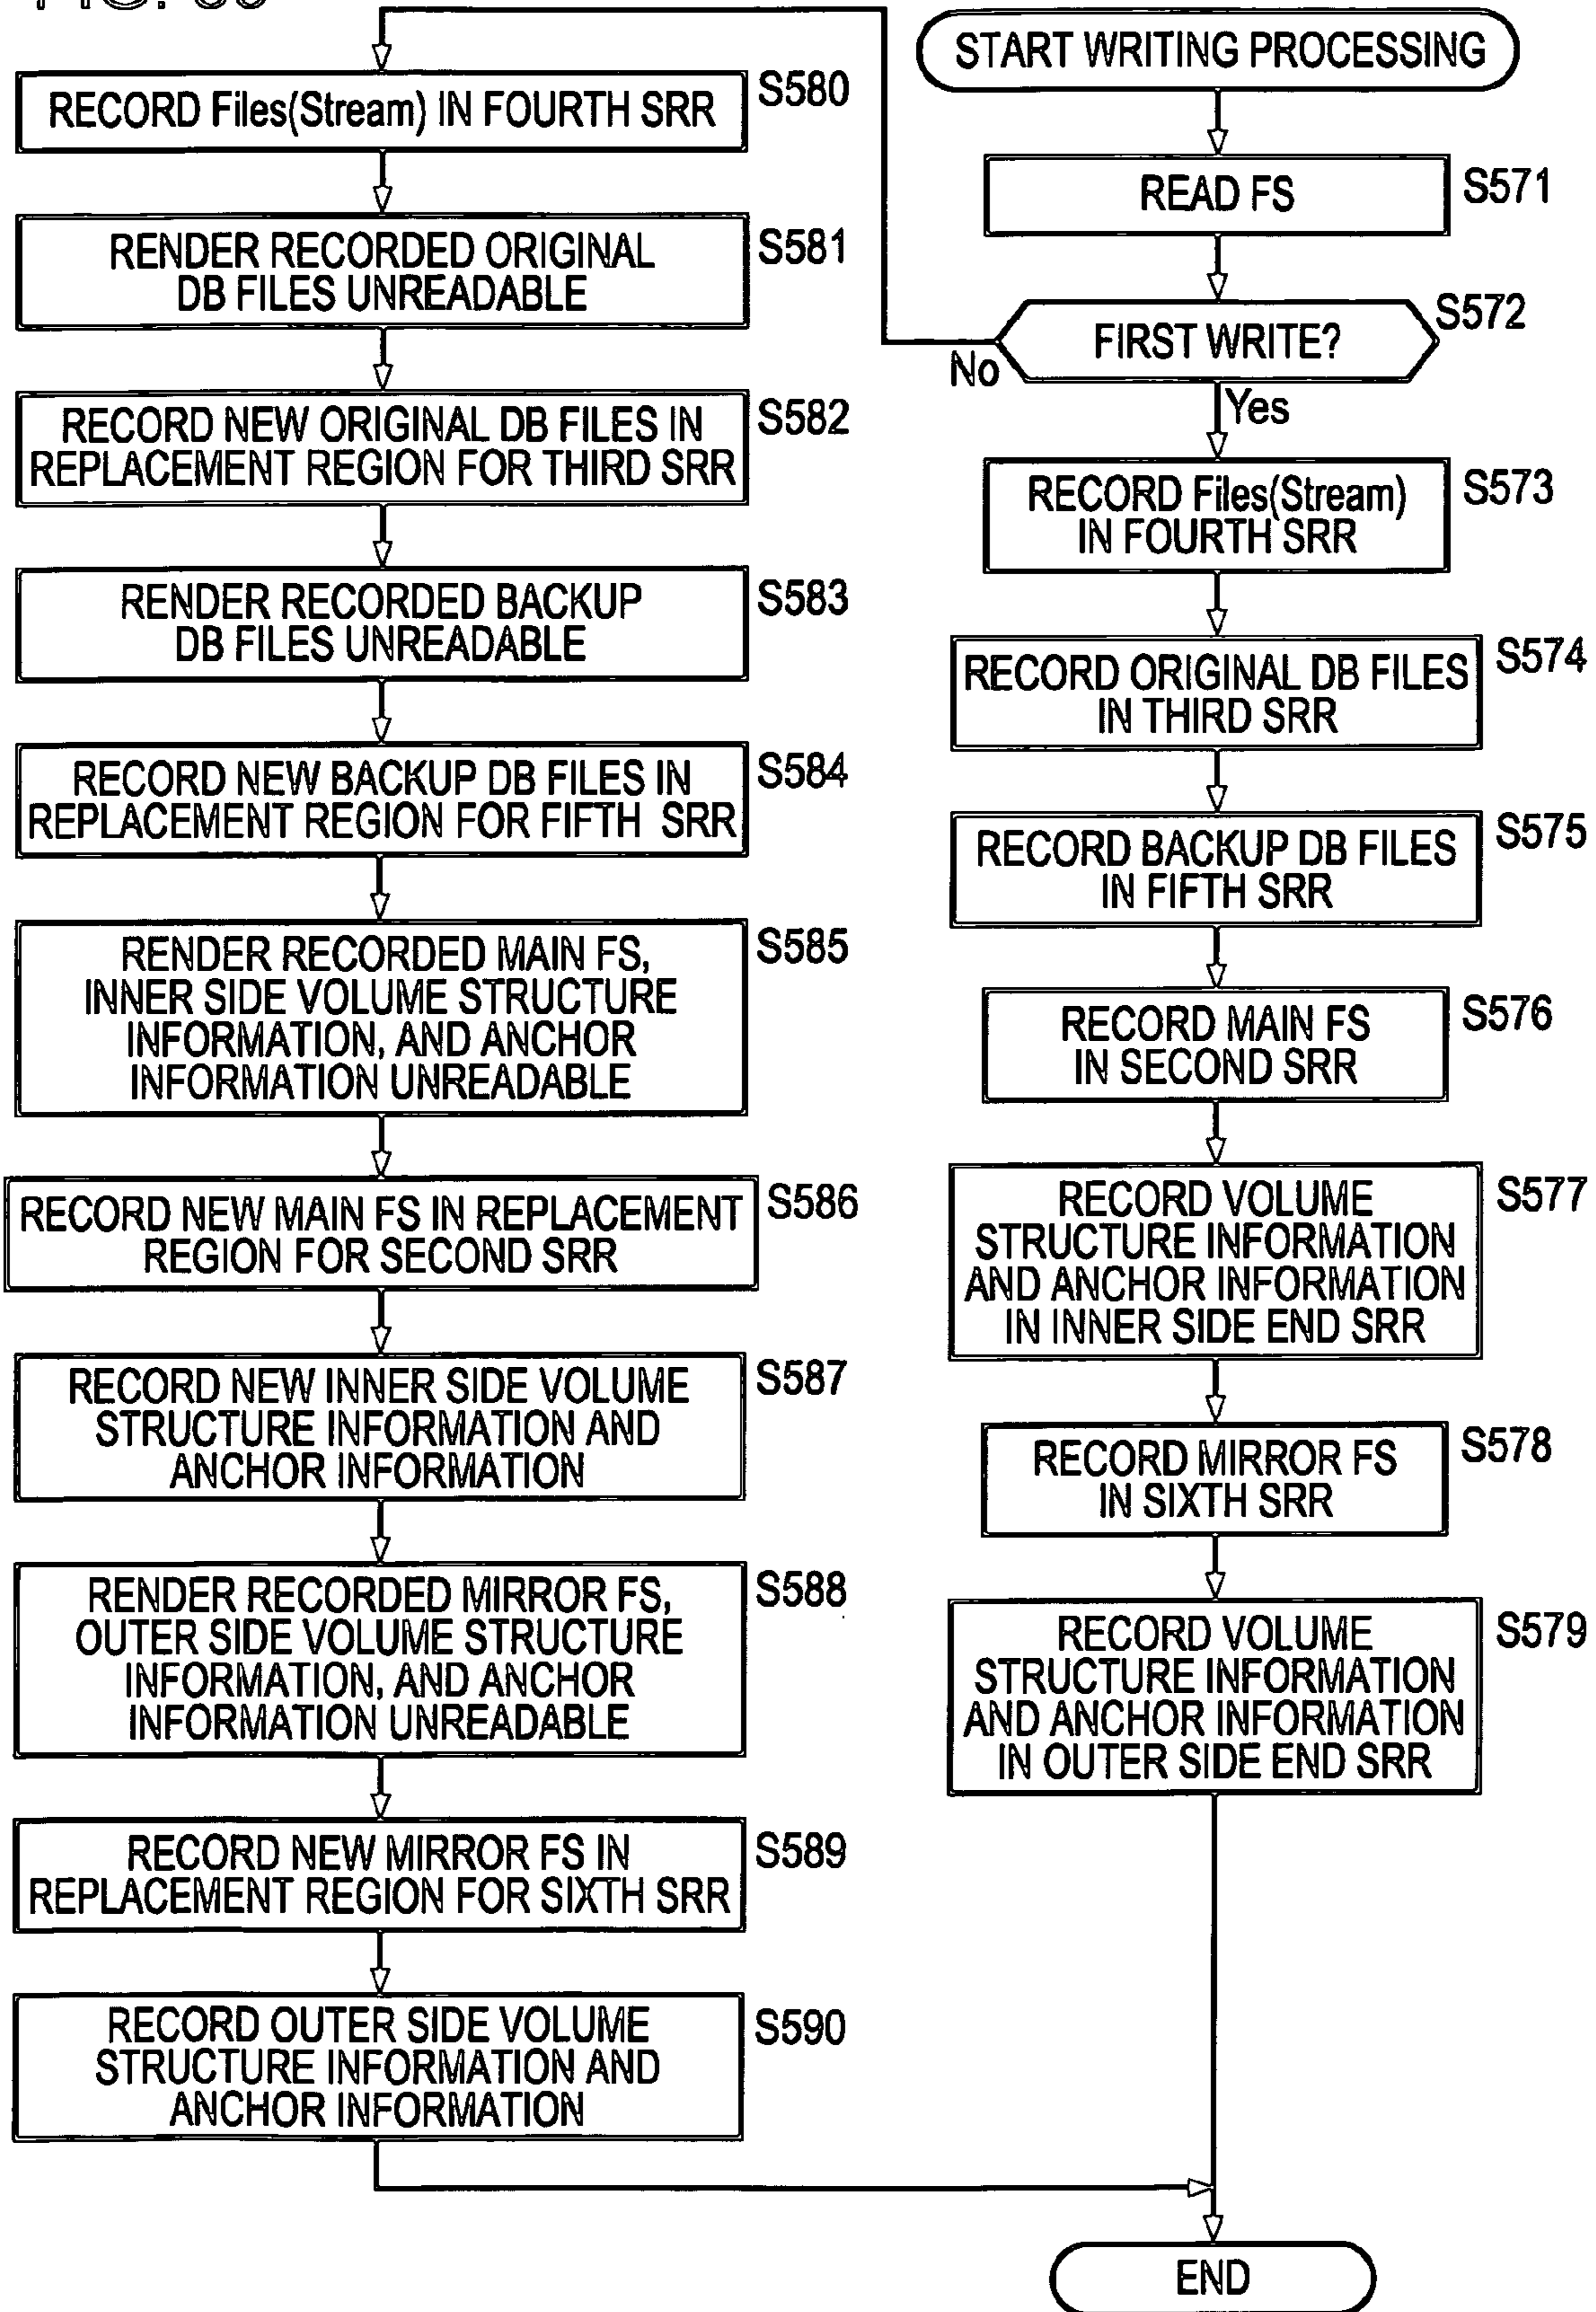 START WRITING PROCESSING
READ FS
S571
FIRST WRITE?
S572
No
Yes
RECORD Files(Stream)
IN FOURTH SRR
S573
RECORD ORIGINAL DB FILES
IN THIRD SRR
S574
RECORD BACKUP DB FILES
IN FIFTH SRR
S575
RECORD MAIN FS
IN SECOND SRR
S576
RECORD VOLUME
STRUCTURE INFORMATION
AND ANCHOR INFORMATION
IN INNER SIDE END SRR
S577
RECORD MIRROR FS
IN SIXTH SRR
S578
RECORD VOLUME
STRUCTURE INFORMATION
AND ANCHOR INFORMATION
IN OUTER SIDE END SRR
S579
RECORD Files(Stream) IN FOURTH SRR
S580
RENDER RECORDED ORIGINAL
DB FILES UNREADABLE
S581
RECORD NEW ORIGINAL DB FILES IN
REPLACEMENT REGION FOR THIRD SRR
S582
RENDER RECORDED BACKUP
DB FILES UNREADABLE
S583
RECORD NEW BACKUP DB FILES IN
REPLACEMENT REGION FOR FIFTH SRR
S584
RENDER RECORDED MAIN FS,
INNER SIDE VOLUME STRUCTURE
INFORMATION, AND ANCHOR
INFORMATION UNREADABLE
S585
RECORD NEW MAIN FS IN REPLACEMENT
REGION FOR SECOND SRR
S586
RECORD NEW INNER SIDE VOLUME
STRUCTURE INFORMATION AND
ANCHOR INFORMATION
S587
RENDER RECORDED MIRROR FS,
OUTER SIDE VOLUME STRUCTURE
INFORMATION, AND ANCHOR
INFORMATION UNREADABLE
S588
RECORD NEW MIRROR FS IN
REPLACEMENT REGION FOR SIXTH SRR
S589
RECORD OUTER SIDE VOLUME
STRUCTURE INFORMATION AND
ANCHOR INFORMATION
S590
END